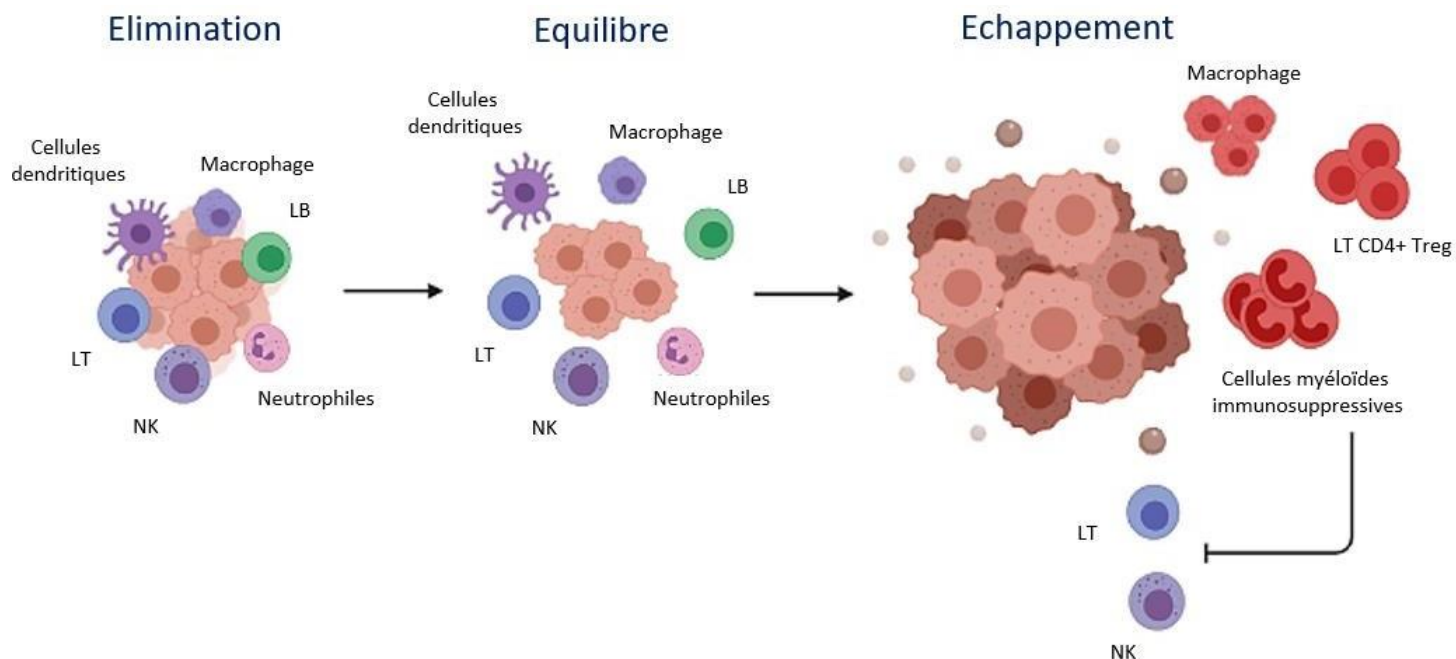 Elimination
Equilibre
Echappement
Cellules
dendritiques
Macrophage
LB
LT
NK
Neutrophiles
Cellules
dendritiques
Macrophage
LB
LT
NK
Neutrophiles
Macrophage
LT CD4+ Treg
Cellules myéloïdes
immunosuppressives
LT
NK